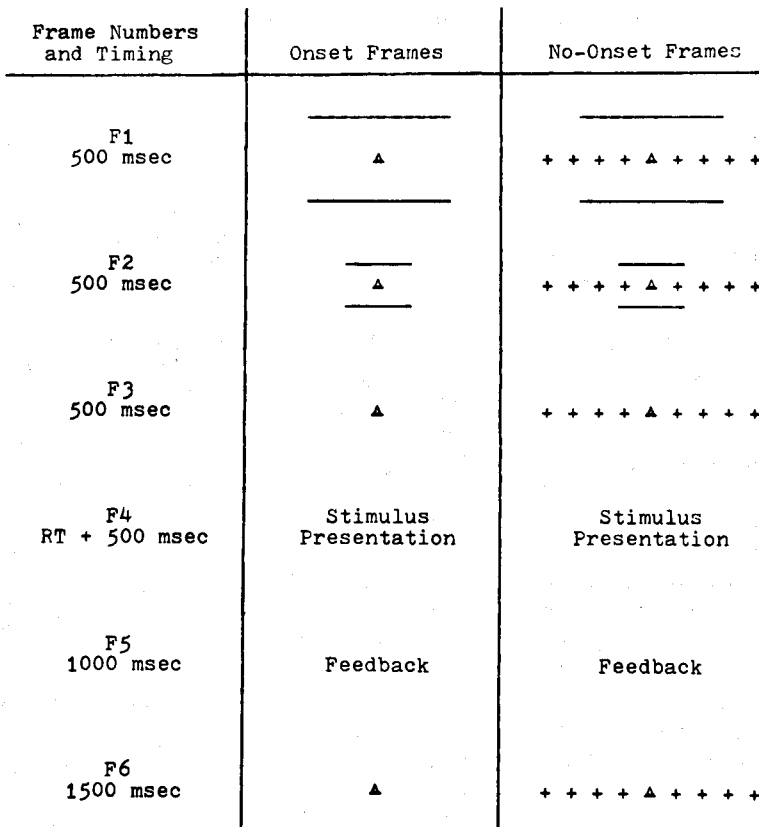 Frame Numbers
and Timing
Onset Frames
No-Onset Frames
F1
500 msec
+ + + + + + + +
F2
500 msec
+ + + + + + + +
F3
500 msec
+ + + + + + + +
F4
RT + 500 msec
Stimulus
Presentation
Stimulus
Presentation
F5
1000 msec
Feedback
Feedback
F6
1500 msec
+ + + + + + + +